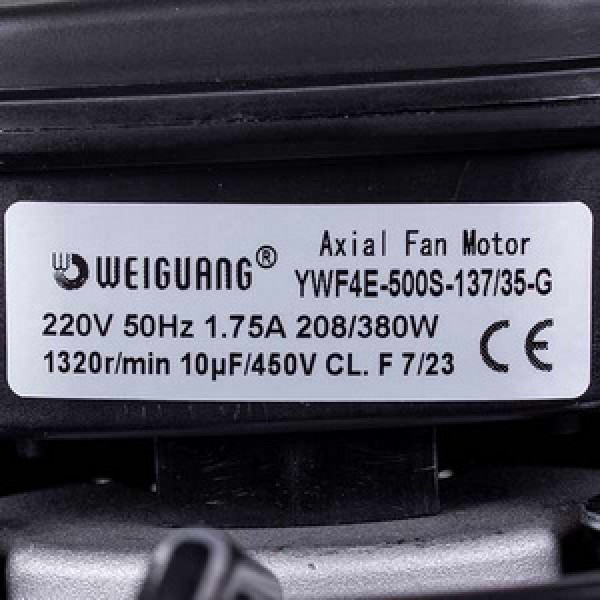 Axial Fan Motor
WEIGUANG® YWF4E-500S-137/35-G
220V 50Hz 1.75A 208/380W
1320r/min 10µF/450V CL. F 7/23
CE